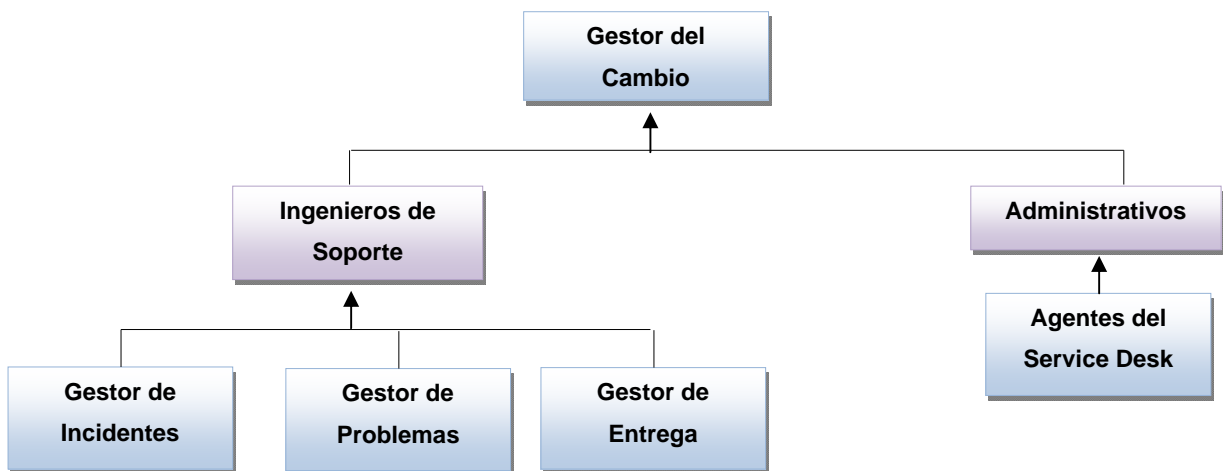 Gestor del
Cambio
Ingenieros de
Soporte
Administrativos
Agentes del
Service Desk
Gestor de
Incidentes
Gestor de
Problemas
Gestor de
Entrega